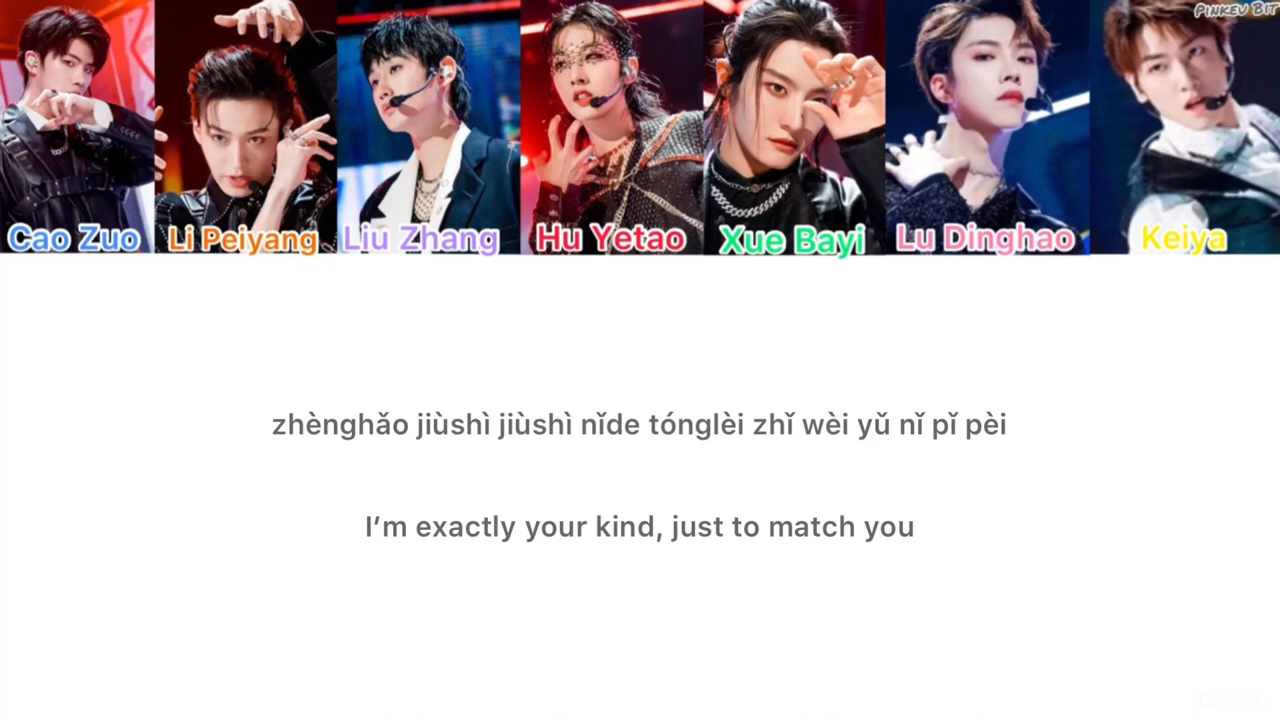 PINKEU BIT
Cao Zuo
Li Peiyang
Liu Zhang
Hu Yetao
Xue Bayi
Lu Dinghao
Keiya
zhènghǎo jiùshì jiùshì nǐde tónglèi zhǐ wèi yǔ nǐ pǐ pèi
I’m exactly your kind, just to match you